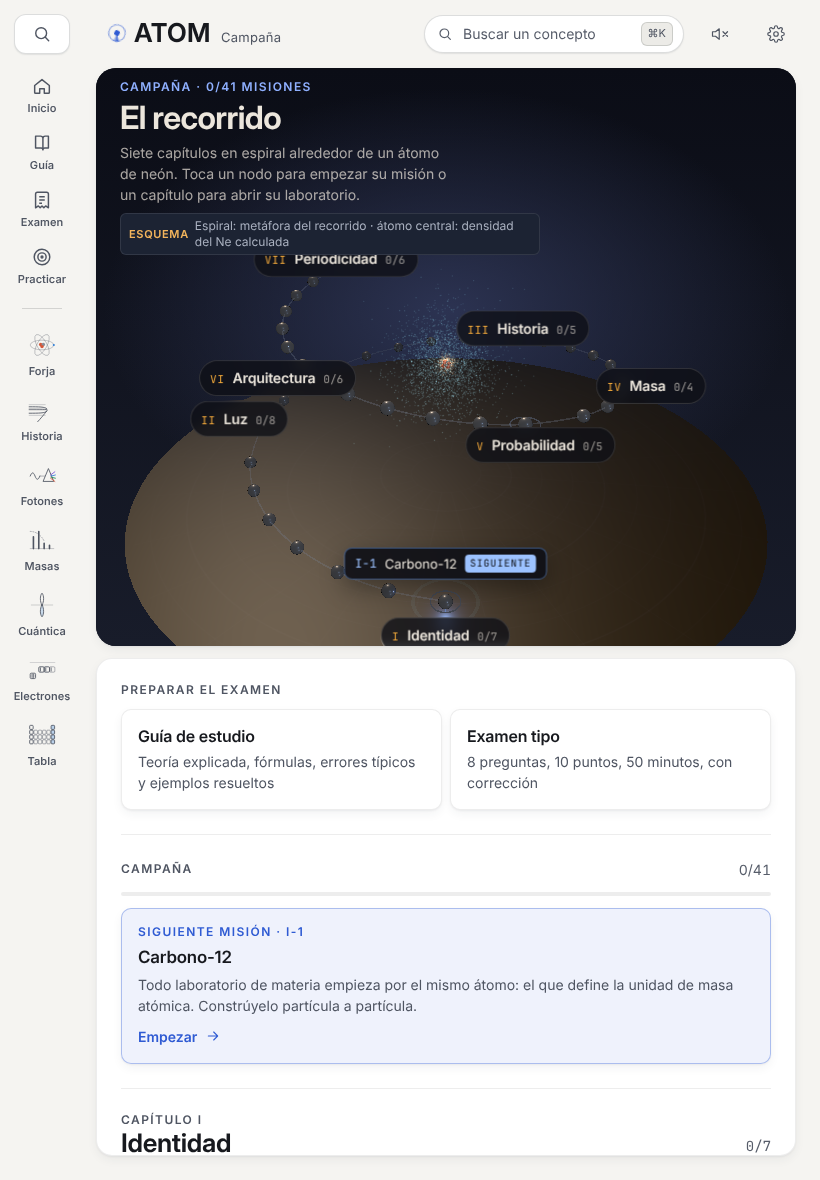 ATOM Campaña
Buscar un concepto ⌘K
Inicio
Guía
Examen
Practicar
Forja
Historia
Fotones
Masas
Cuántica
Electrones
Tabla
CAMPAÑA · 0/41 MISIONES
El recorrido
Siete capítulos en espiral alrededor de un átomo
de neón. Toca un nodo para empezar su misión o
un capítulo para abrir su laboratorio.
ESQUEMA Espiral: metáfora del recorrido · átomo central: densidad
del Ne calculada
VII Periodicidad 0/6
III Historia 0/5
VI Arquitectura 0/6
IV Masa 0/4
II Luz 0/8
V Probabilidad 0/5
I-1 Carbono-12 SIGUIENTE
I Identidad 0/7
PREPARAR EL EXAMEN
Guía de estudio
Teoría explicada, fórmulas, errores típicos
y ejemplos resueltos
Examen tipo
8 preguntas, 10 puntos, 50 minutos, con
corrección
CAMPAÑA 0/41
SIGUIENTE MISIÓN · I-1
Carbono-12
Todo laboratorio de materia empieza por el mismo átomo: el que define la unidad de masa
atómica. Constrúyelo partícula a partícula.
Empezar →
CAPÍTULO I
Identidad 0/7